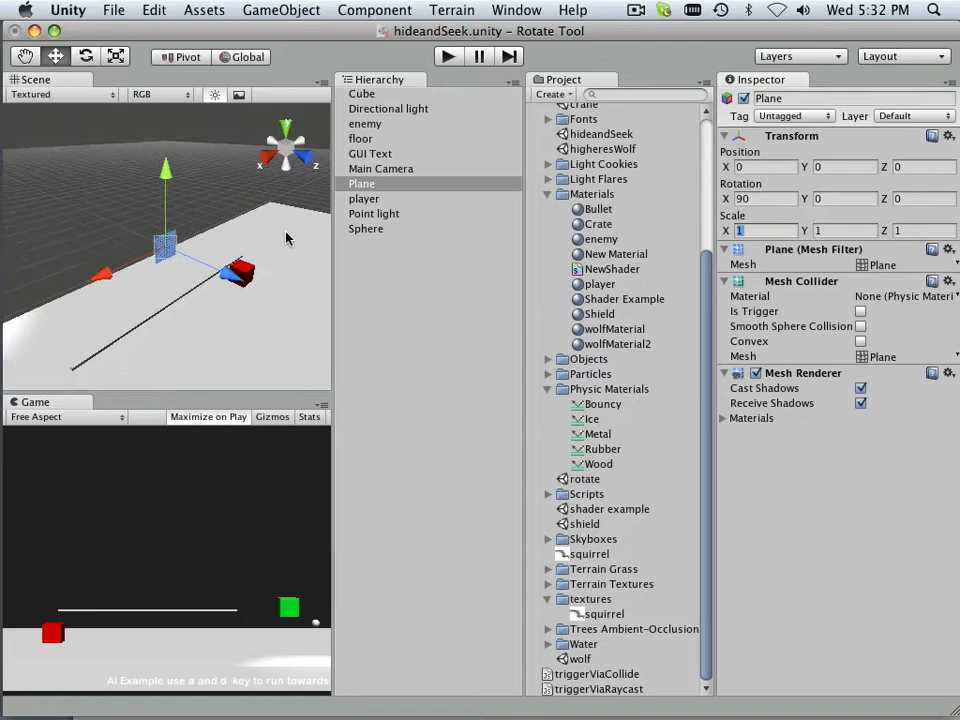 Unity File Edit Assets GameObject Component Terrain Window Help Wed 5:32 PM
hideandSeek.unity - Rotate Tool
Pivot Global Layers Layout
Scene
Textured RGB
y
x z
Game
Free Aspect Maximize on Play Gizmos Stats
AI Example use a and d key to run towards
Hierarchy
Cube
Directional light
enemy
floor
GUI Text
Main Camera
Plane
player
Point light
Sphere
Project
Create
crane
Fonts
hideandSeek
higheresWolf
Light Cookies
Light Flares
Materials
Bullet
Crate
enemy
New Material
NewShader
player
Shader Example
Shield
wolfMaterial
wolfMaterial2
Objects
Particles
Physic Materials
Bouncy
Ice
Metal
Rubber
Wood
rotate
Scripts
shader example
shield
Skyboxes
squirrel
Terrain Grass
Terrain Textures
textures
squirrel
Trees Ambient-Occlusion
Water
wolf
triggerViaCollide
triggerViaRaycast
Inspector
Plane
Tag Untagged Layer Default
Transform
Position
X 0 Y 0 Z 0
Rotation
X 90 Y 0 Z 0
Scale
X 1 Y 1 Z 1
Plane (Mesh Filter)
Mesh Plane
Mesh Collider
Material None (Physic Materi
Is Trigger
Smooth Sphere Collision
Convex
Mesh Plane
Mesh Renderer
Cast Shadows
Receive Shadows
Materials